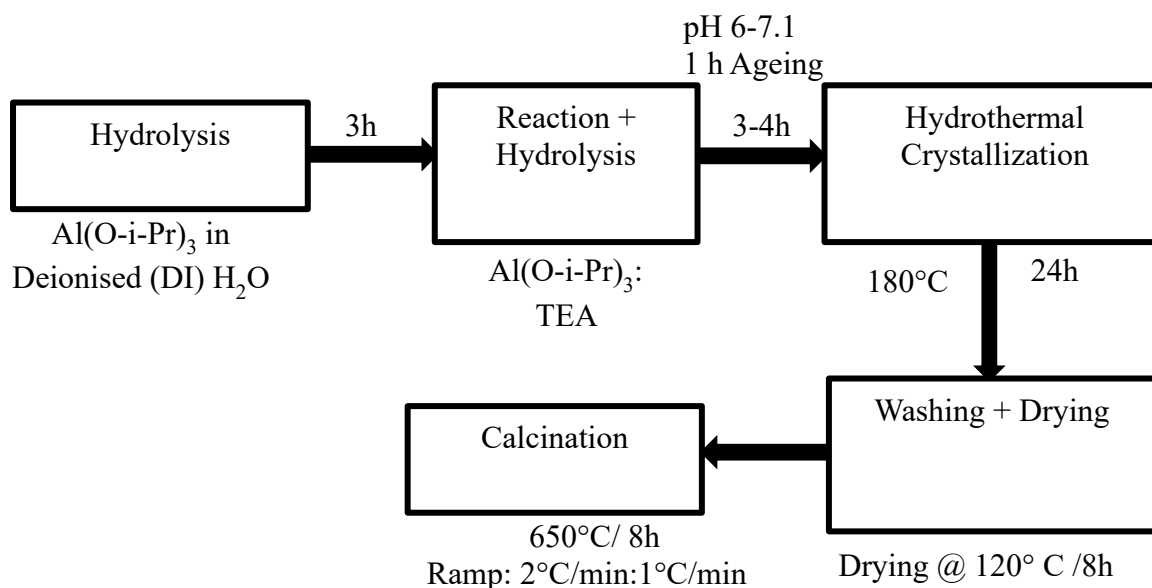 Hydrolysis
Al(O-i-Pr)₃ in
Deionised (DI) H₂O
3h
Reaction +
Hydrolysis
Al(O-i-Pr)₃:
TEA
pH 6-7.1
1 h Ageing
3-4h
Hydrothermal
Crystallization
180°C
24h
Washing + Drying
Drying @ 120° C /8h
Calcination
650°C/ 8h
Ramp: 2°C/min:1°C/min